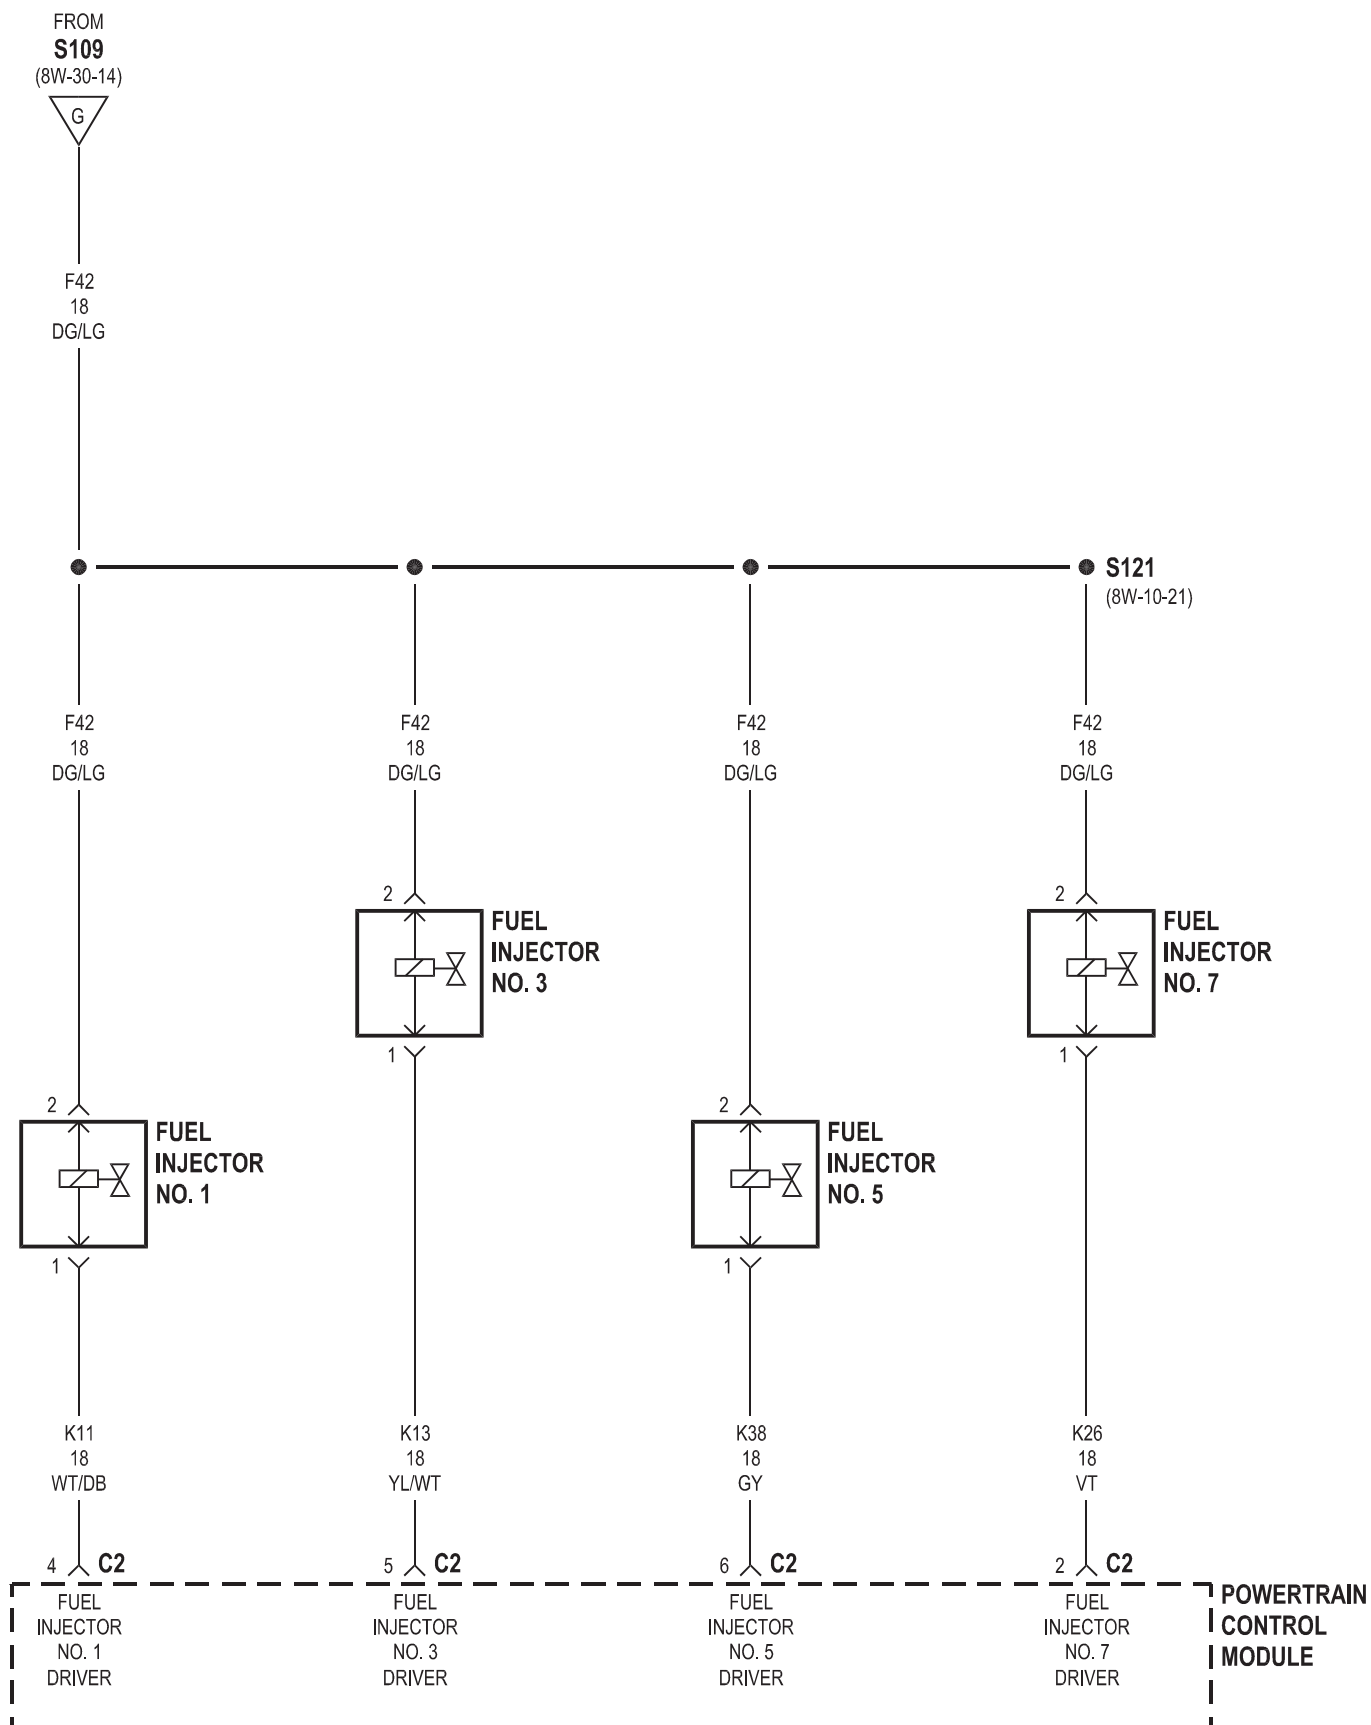 FROM
S109
(8W-30-14)
G
F42
18
DG/LG
S121
(8W-10-21)
F42
18
DG/LG
F42
18
DG/LG
F42
18
DG/LG
F42
18
DG/LG
2
FUEL
INJECTOR
NO. 3
1
2
FUEL
INJECTOR
NO. 7
1
2
FUEL
INJECTOR
NO. 1
1
2
FUEL
INJECTOR
NO. 5
1
K11
18
WT/DB
K13
18
YL/WT
K38
18
GY
K26
18
VT
4 C2
5 C2
6 C2
2 C2
FUEL
INJECTOR
NO. 1
DRIVER
FUEL
INJECTOR
NO. 3
DRIVER
FUEL
INJECTOR
NO. 5
DRIVER
FUEL
INJECTOR
NO. 7
DRIVER
POWERTRAIN
CONTROL
MODULE